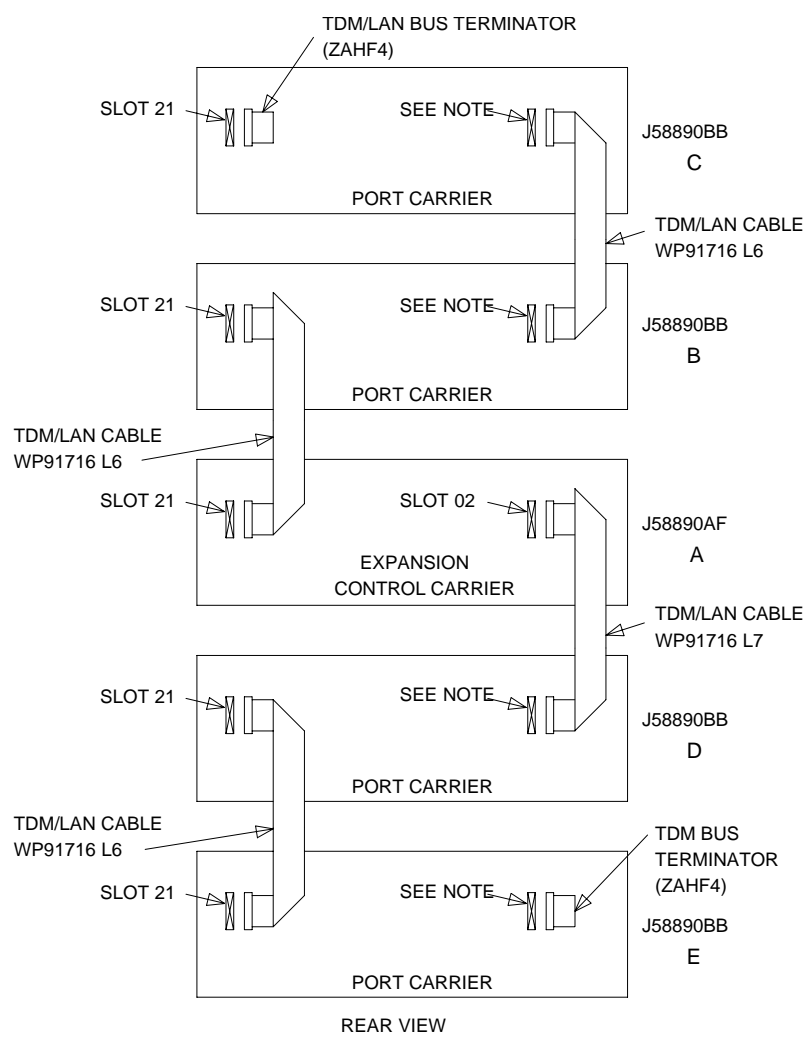 TDM/LAN BUS TERMINATOR
(ZAHF4)
SLOT 21
SEE NOTE
J58890BB
C
PORT CARRIER
TDM/LAN CABLE
WP91716 L6
SLOT 21
SEE NOTE
J58890BB
B
PORT CARRIER
TDM/LAN CABLE
WP91716 L6
SLOT 21
SLOT 02
J58890AF
A
EXPANSION
CONTROL CARRIER
TDM/LAN CABLE
WP91716 L7
SLOT 21
SEE NOTE
J58890BB
D
PORT CARRIER
TDM/LAN CABLE
WP91716 L6
TDM BUS
TERMINATOR
(ZAHF4)
SLOT 21
SEE NOTE
J58890BB
E
PORT CARRIER
REAR VIEW